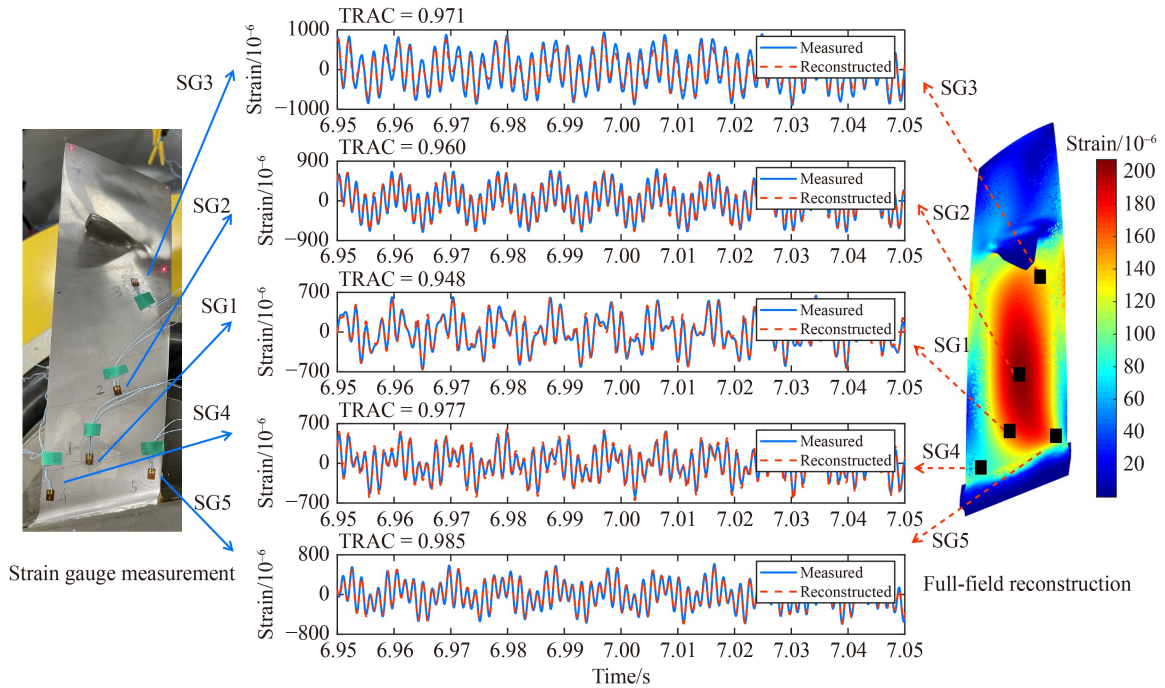 TRAC = 0.971
1000
0
−1000
Strain/10⁻⁶
Measured
Reconstructed
6.95 6.96 6.97 6.98 6.99 7.00 7.01 7.02 7.03 7.04 7.05
TRAC = 0.960
900
0
−900
Strain/10⁻⁶
Measured
Reconstructed
6.95 6.96 6.97 6.98 6.99 7.00 7.01 7.02 7.03 7.04 7.05
TRAC = 0.948
700
0
−700
Strain/10⁻⁶
Measured
Reconstructed
6.95 6.96 6.97 6.98 6.99 7.00 7.01 7.02 7.03 7.04 7.05
TRAC = 0.977
700
0
−700
Strain/10⁻⁶
Measured
Reconstructed
6.95 6.96 6.97 6.98 6.99 7.00 7.01 7.02 7.03 7.04 7.05
TRAC = 0.985
800
0
−800
Strain/10⁻⁶
Measured
Reconstructed
6.95 6.96 6.97 6.98 6.99 7.00 7.01 7.02 7.03 7.04 7.05
Time/s
SG3
SG2
SG1
SG4
SG5
3
2
1
4
5
Strain gauge measurement
SG3
SG2
SG1
SG4
SG5
Strain/10⁻⁶
200
180
160
140
120
100
80
60
40
20
Full-field reconstruction